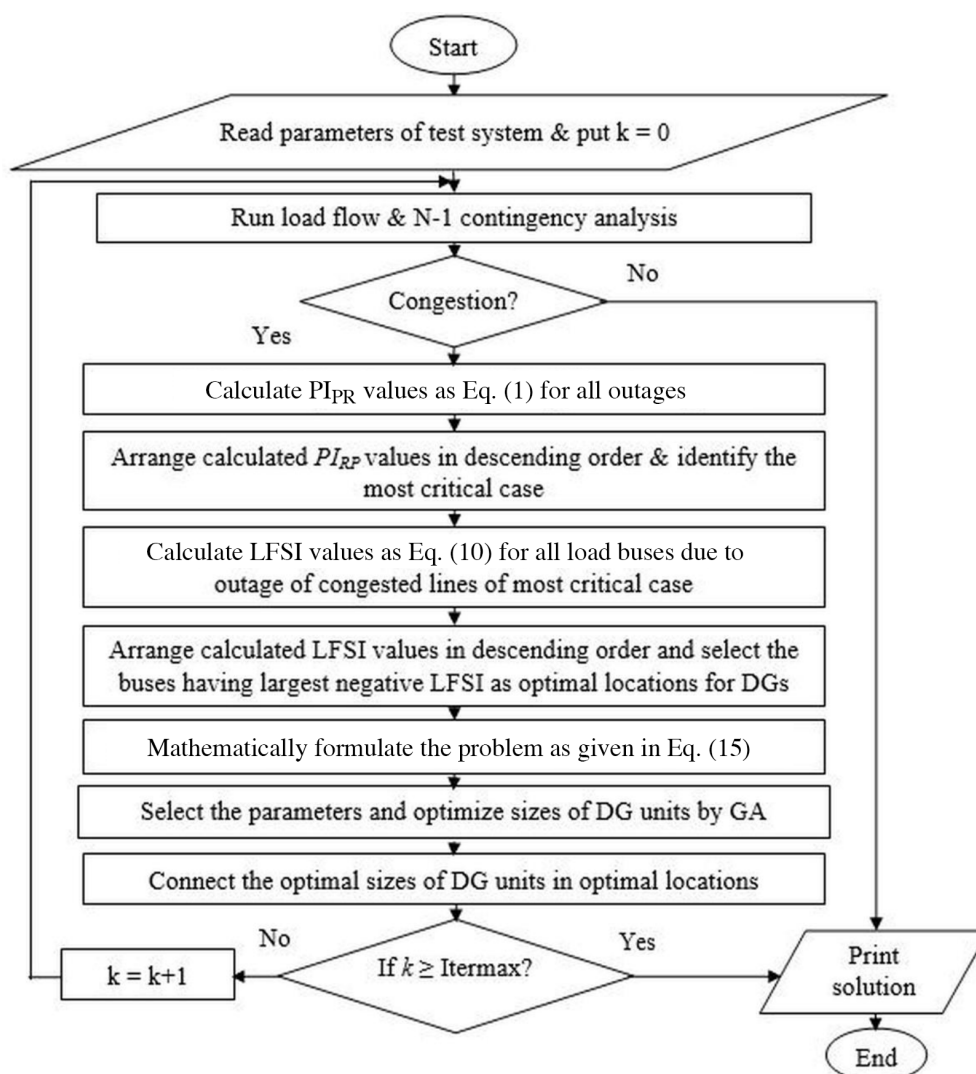 Start
Read parameters of test system & put k = 0
Run load flow & N-1 contingency analysis
No
Congestion?
Yes
Calculate PIPR values as Eq. (1) for all outages
Arrange calculated PIRP values in descending order & identify the
most critical case
Calculate LFSI values as Eq. (10) for all load buses due to
outage of congested lines of most critical case
Arrange calculated LFSI values in descending order and select the
buses having largest negative LFSI as optimal locations for DGs
Mathematically formulate the problem as given in Eq. (15)
Select the parameters and optimize sizes of DG units by GA
Connect the optimal sizes of DG units in optimal locations
No
Yes
If k ≥ Itermax?
k = k+1
Print
solution
End